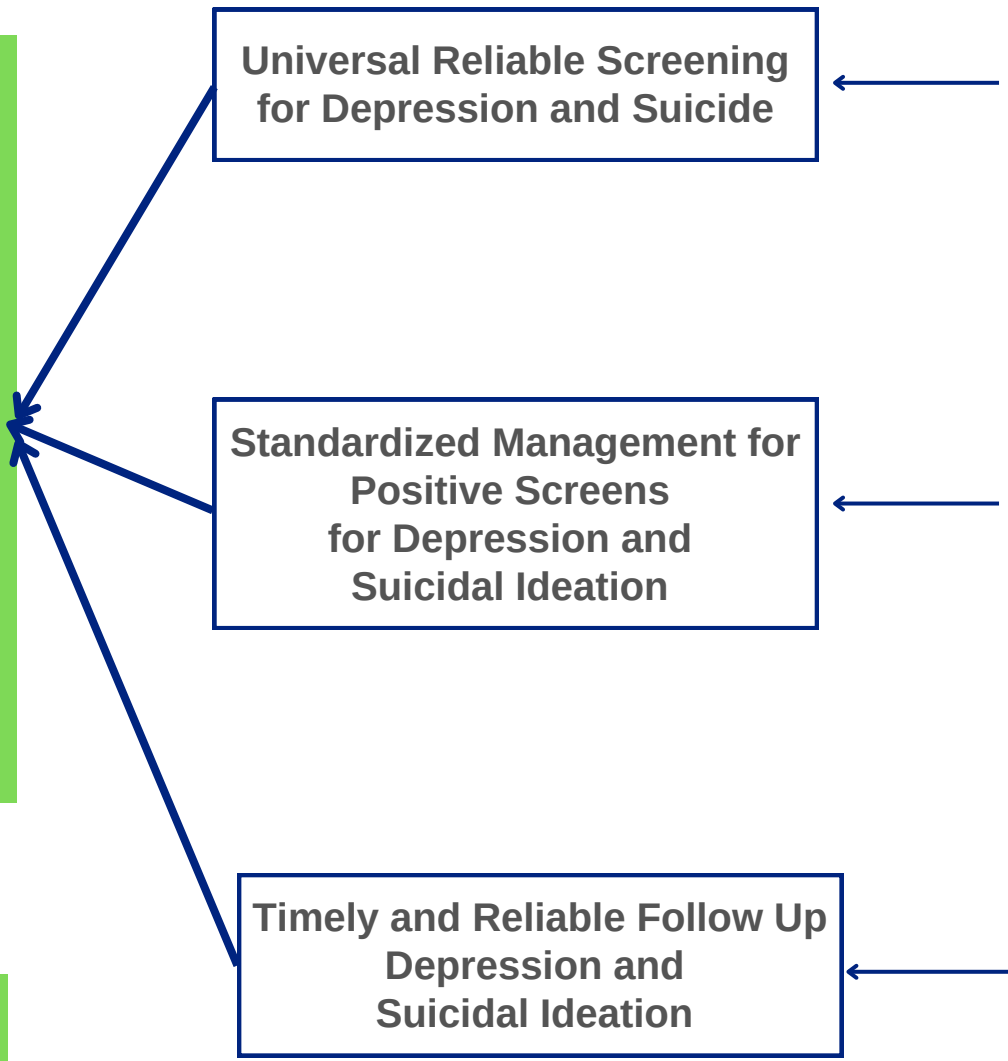 Universal Reliable Screening
for Depression and Suicide
Standardized Management for
Positive Screens
for Depression and
Suicidal Ideation
Timely and Reliable Follow Up
Depression and
Suicidal Ideation